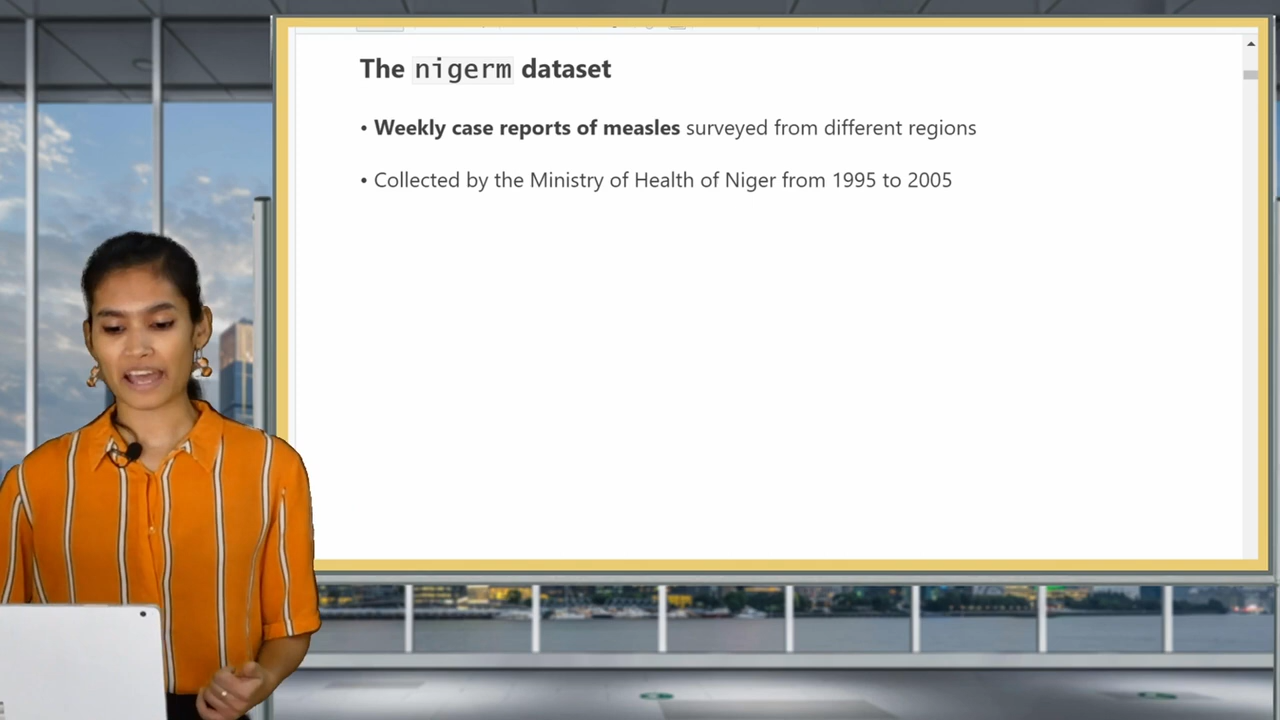 The nigerm dataset
• Weekly case reports of measles surveyed from different regions
• Collected by the Ministry of Health of Niger from 1995 to 2005